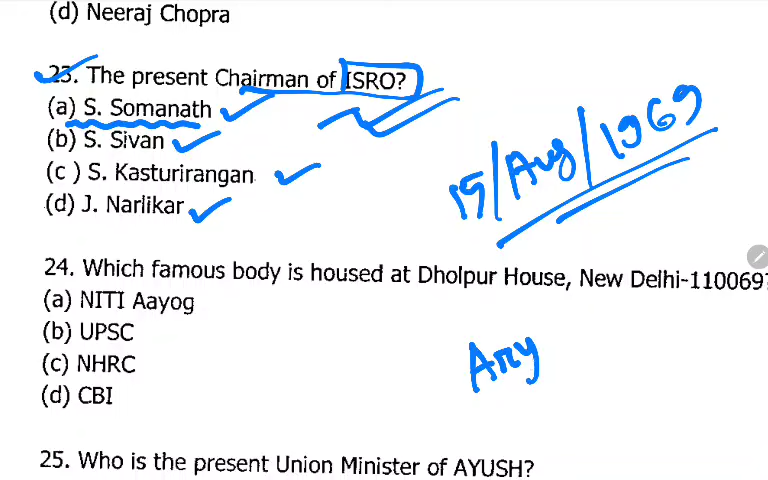 (d) Neeraj Chopra
23. The present Chairman of ISRO?
(a) S. Somanath
(b) S. Sivan
(c ) S. Kasturirangan
(d) J. Narlikar
15/Aug/1969
24. Which famous body is housed at Dholpur House, New Delhi-110069?
(a) NITI Aayog
(b) UPSC
(c) NHRC
(d) CBI
25. Who is the present Union Minister of AYUSH?